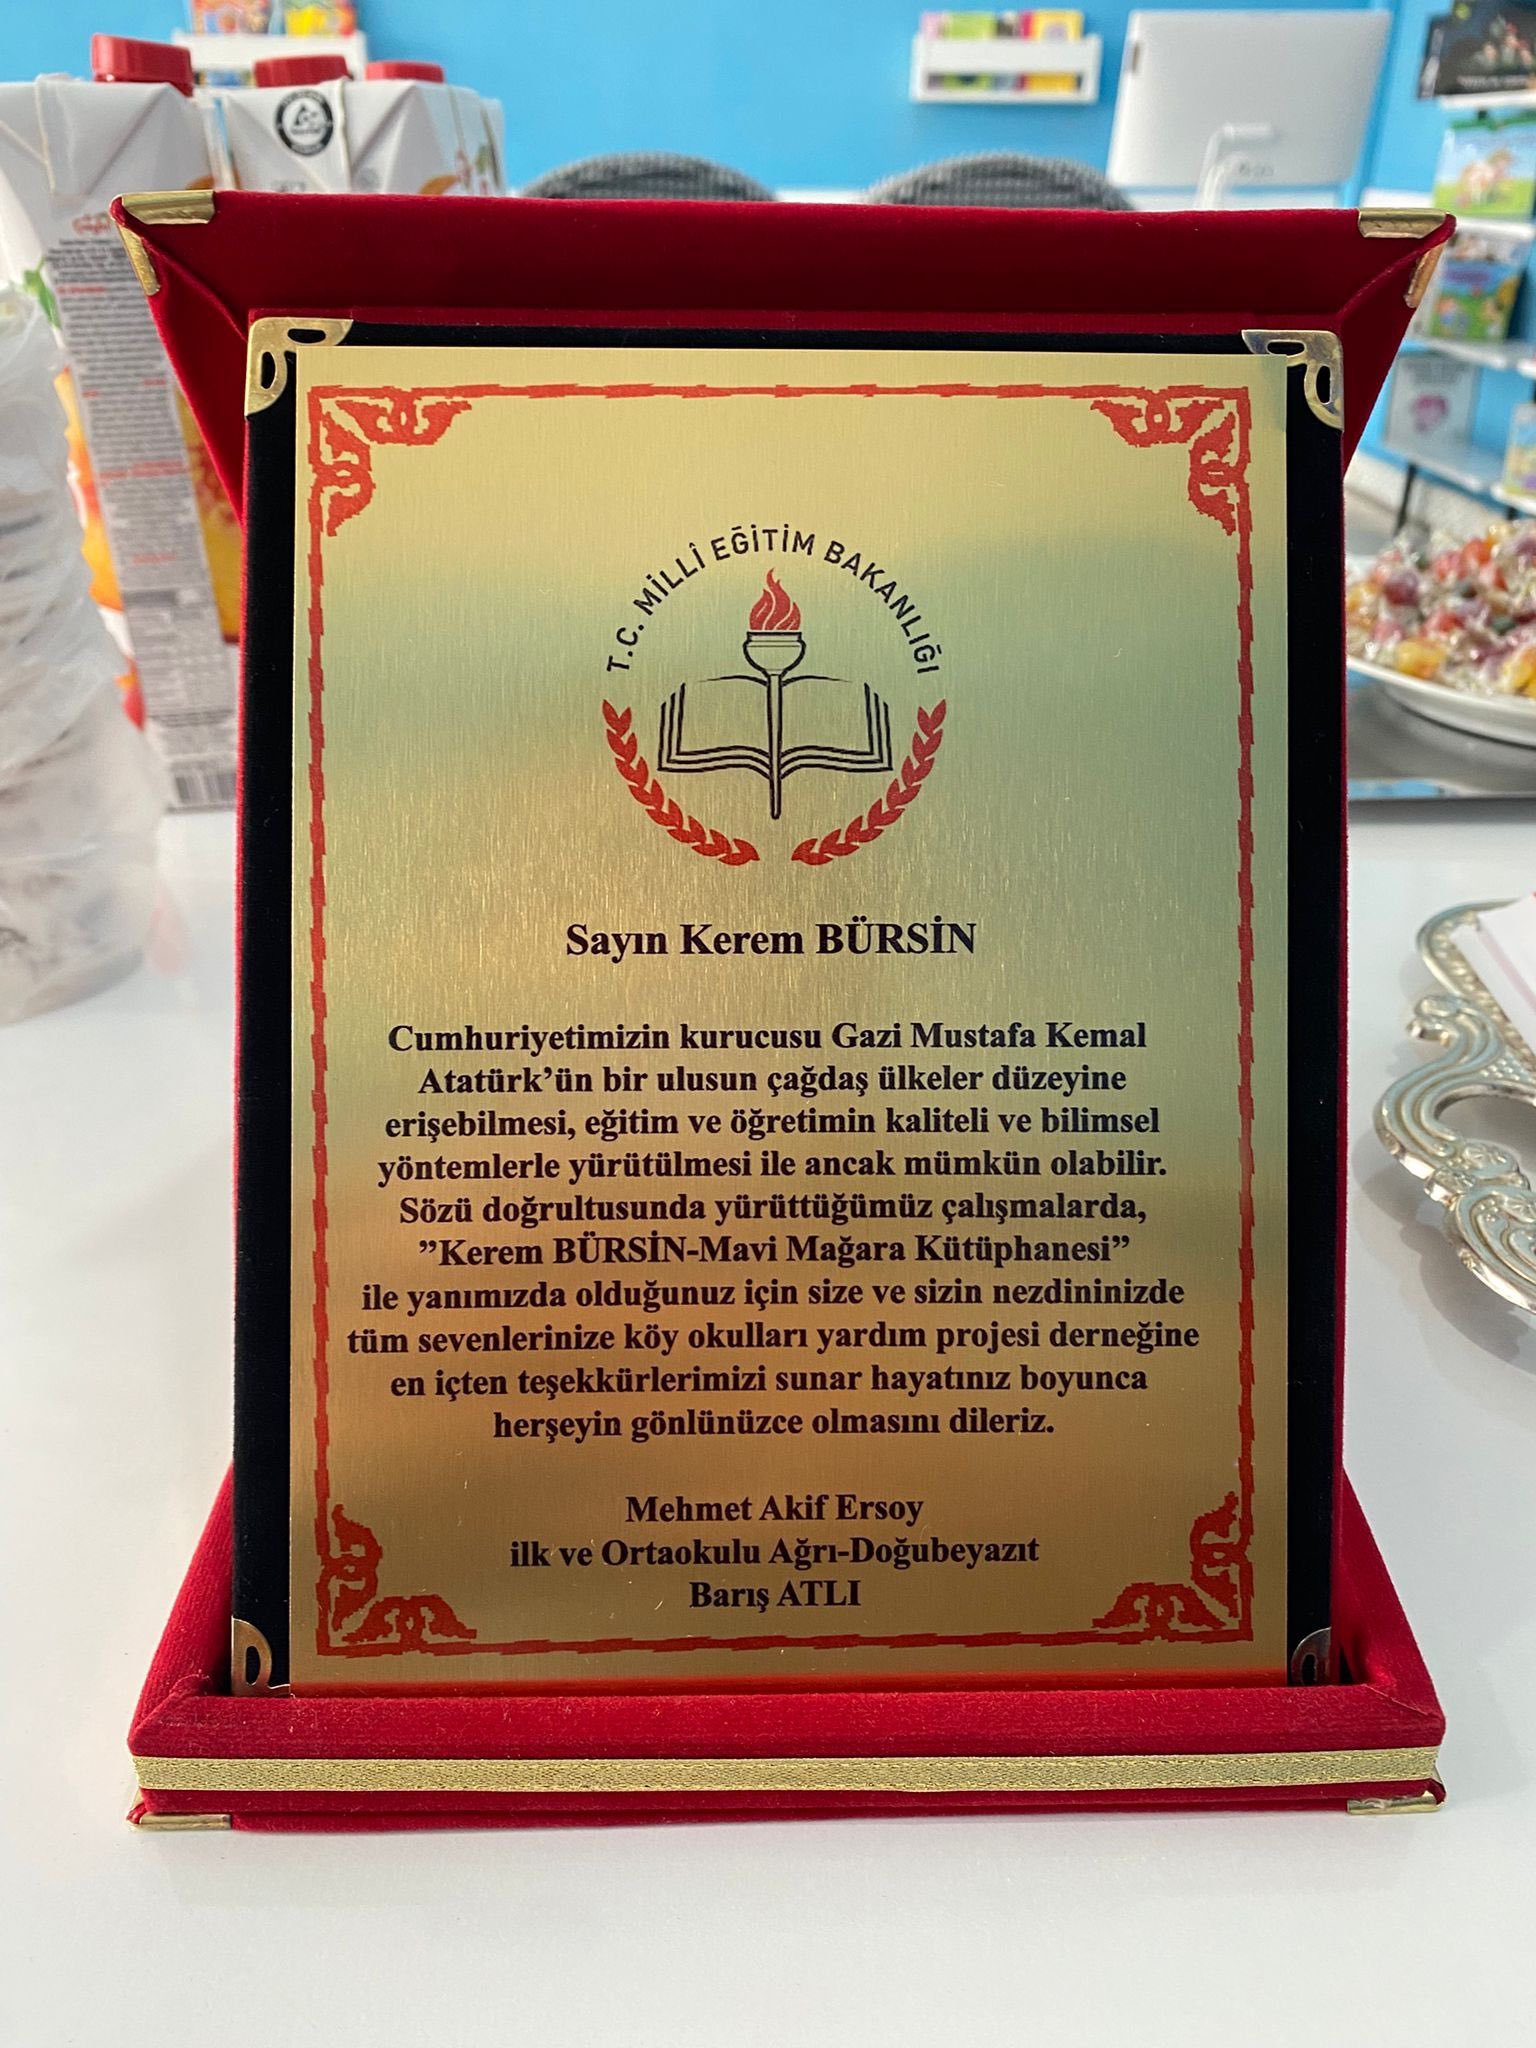 T.C. MİLLÎ EĞİTİM BAKANLIĞI
Sayın Kerem BÜRSİN
Cumhuriyetimizin kurucusu Gazi Mustafa Kemal
Atatürk’ün bir ulusun çağdaş ülkeler düzeyine
erişebilmesi, eğitim ve öğretimin kaliteli ve bilimsel
yöntemlerle yürütülmesi ile ancak mümkün olabilir.
Sözü doğrultusunda yürüttüğümüz çalışmalarda,
”Kerem BÜRSİN-Mavi Mağara Kütüphanesi”
ile yanımızda olduğunuz için size ve sizin nezdininizde
tüm sevenlerinize köy okulları yardım projesi derneğine
en içten teşekkürlerimizi sunar hayatınız boyunca
herşeyin gönlünüzce olmasını dileriz.
Mehmet Akif Ersoy
ilk ve Ortaokulu Ağrı-Doğubeyazıt
Barış ATLI